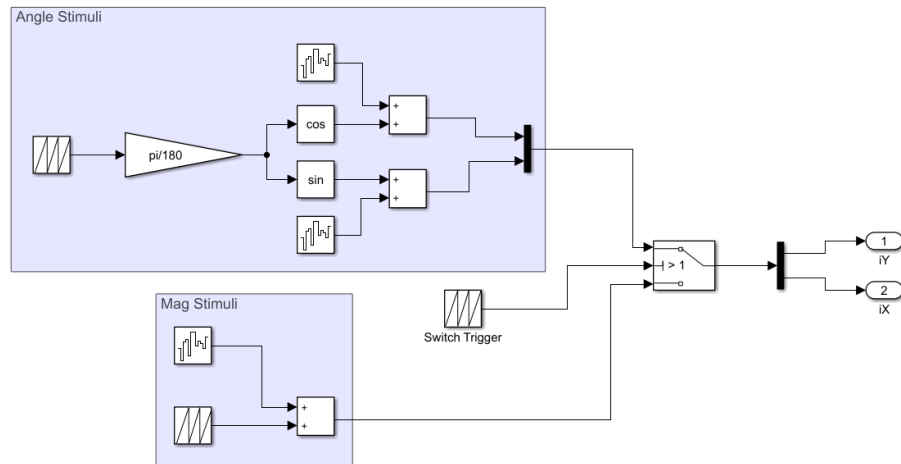 Angle Stimuli
+
cos
+
pi/180
sin
+
+
1
> 1
iY
2
Mag Stimuli
iX
Switch Trigger
+
+